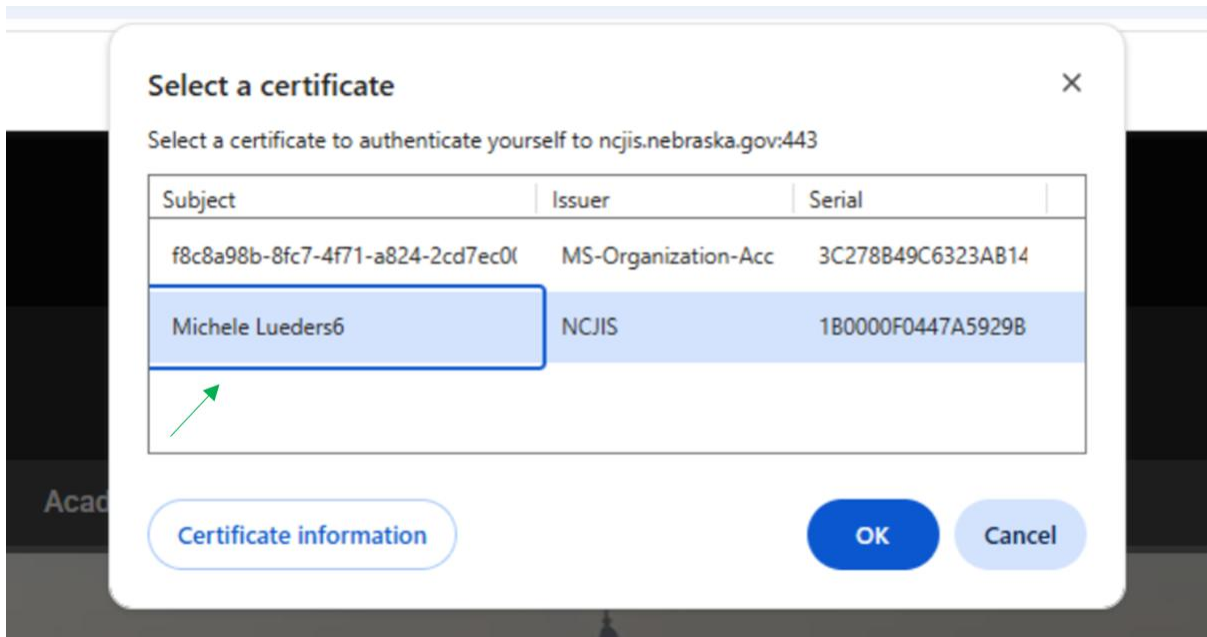 Select a certificate
Select a certificate to authenticate yourself to ncjis.nebraska.gov:443
Subject Issuer Serial
f8c8a98b-8fc7-4f71-a824-2cd7ec0 MS-Organization-Acc 3C278B49C6323AB14
Michele Lueders6 NCJIS 1B0000F0447A5929B
Acad
Certificate information OK Cancel